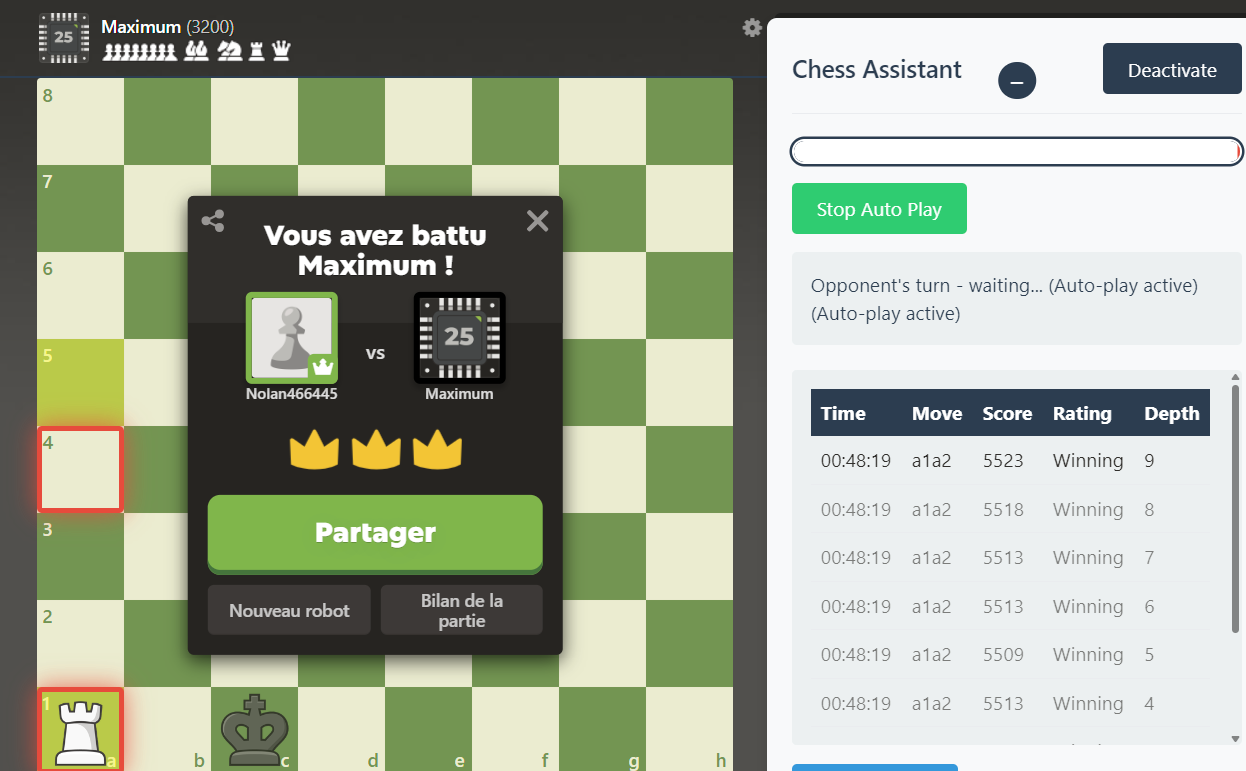 25
Maximum (3200)
8
7
6
5
4
3
2
1
a
b
c
d
e
f
g
h
Vous avez battu
Maximum !
25
vs
Nolan466445
Maximum
Partager
Nouveau robot
Bilan de la
partie
Chess Assistant
–
Deactivate
Stop Auto Play
Opponent's turn - waiting... (Auto-play active)
(Auto-play active)
Time Move Score Rating Depth
00:48:19 a1a2 5523 Winning 9
00:48:19 a1a2 5518 Winning 8
00:48:19 a1a2 5513 Winning 7
00:48:19 a1a2 5513 Winning 6
00:48:19 a1a2 5509 Winning 5
00:48:19 a1a2 5513 Winning 4